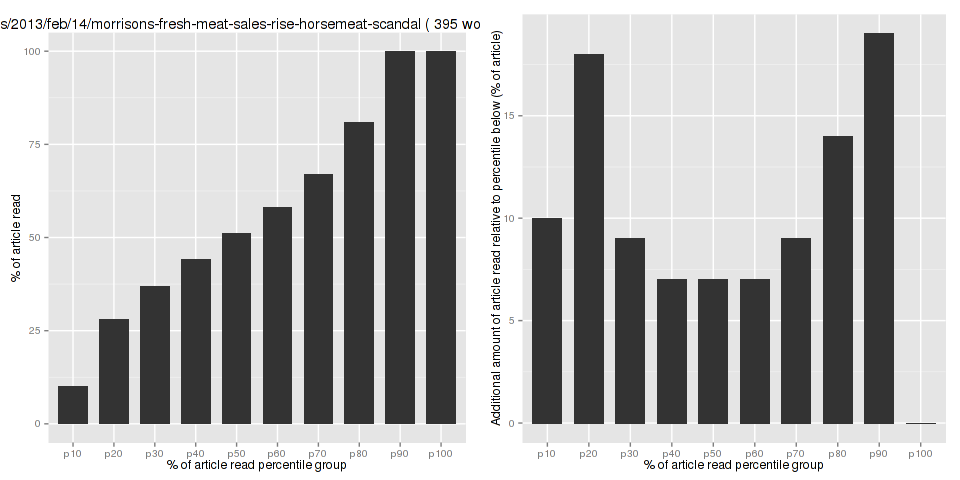 s/2013/feb/14/morrisons-fresh-meat-sales-rise-horsemeat-scandal ( 395 wo
% of article read
100
75
50
25
0
p10 p20 p30 p40 p50 p60 p70 p80 p90 p100
% of article read percentile group
Additional amount of article read relative to percentile below (% of article)
15
10
5
0
p10 p20 p30 p40 p50 p60 p70 p80 p90 p100
% of article read percentile group